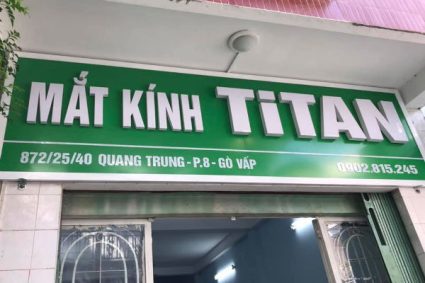 MẮT KÍNH TiTAN
872/25/40 QUANG TRUNG - P.8 - GÒ VẤP 0902.815.245